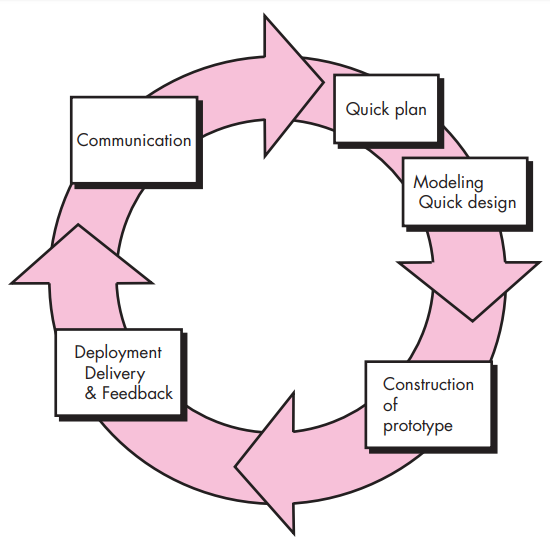 Communication
Quick plan
Modeling
Quick design
Construction
of
prototype
Deployment
Delivery
& Feedback